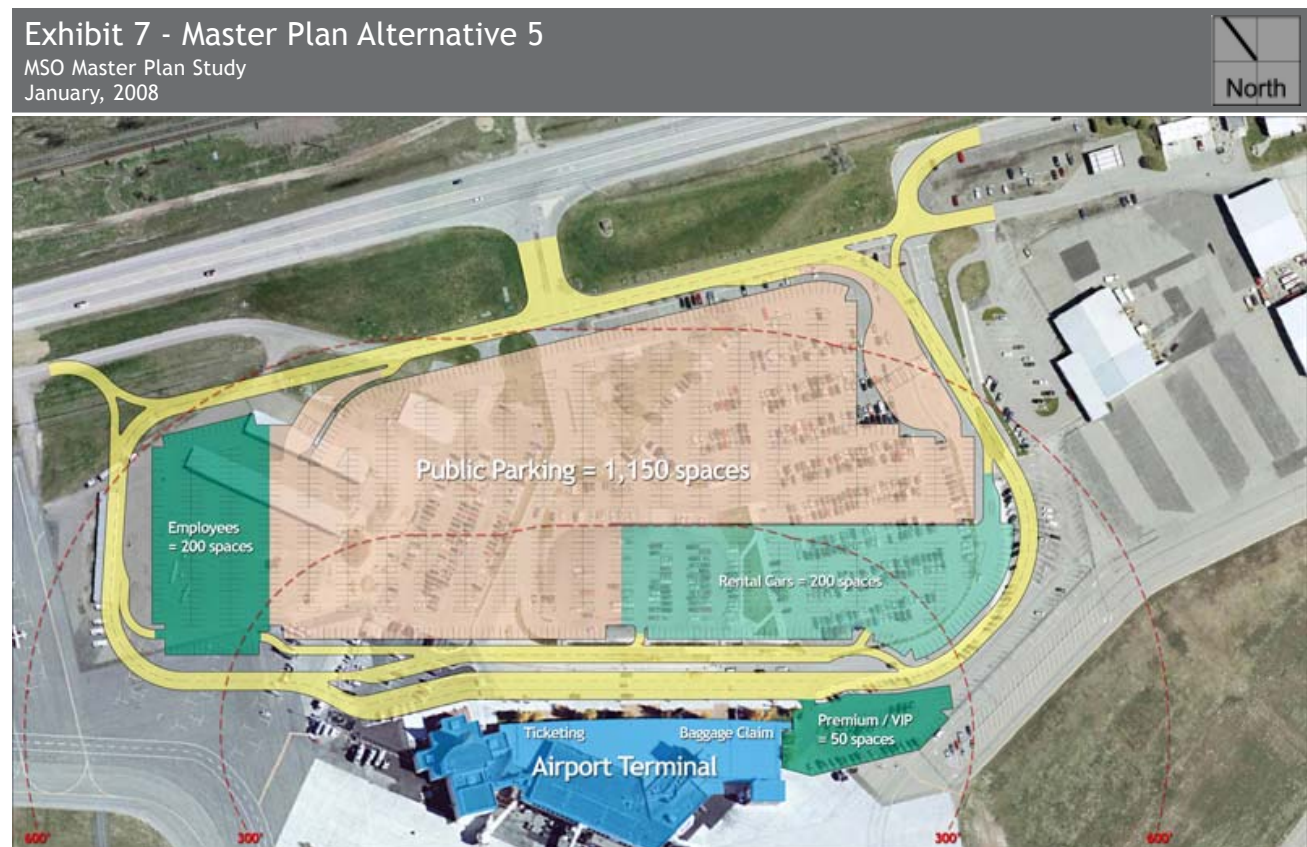 Exhibit 7 - Master Plan Alternative 5
MSO Master Plan Study
January, 2008
North
Public Parking = 1,150 spaces
Employees
= 200 spaces
Rental Cars = 200 spaces
Premium / VIP
= 50 spaces
Ticketing
Baggage Claim
Airport Terminal
600'
300'
300'
600'